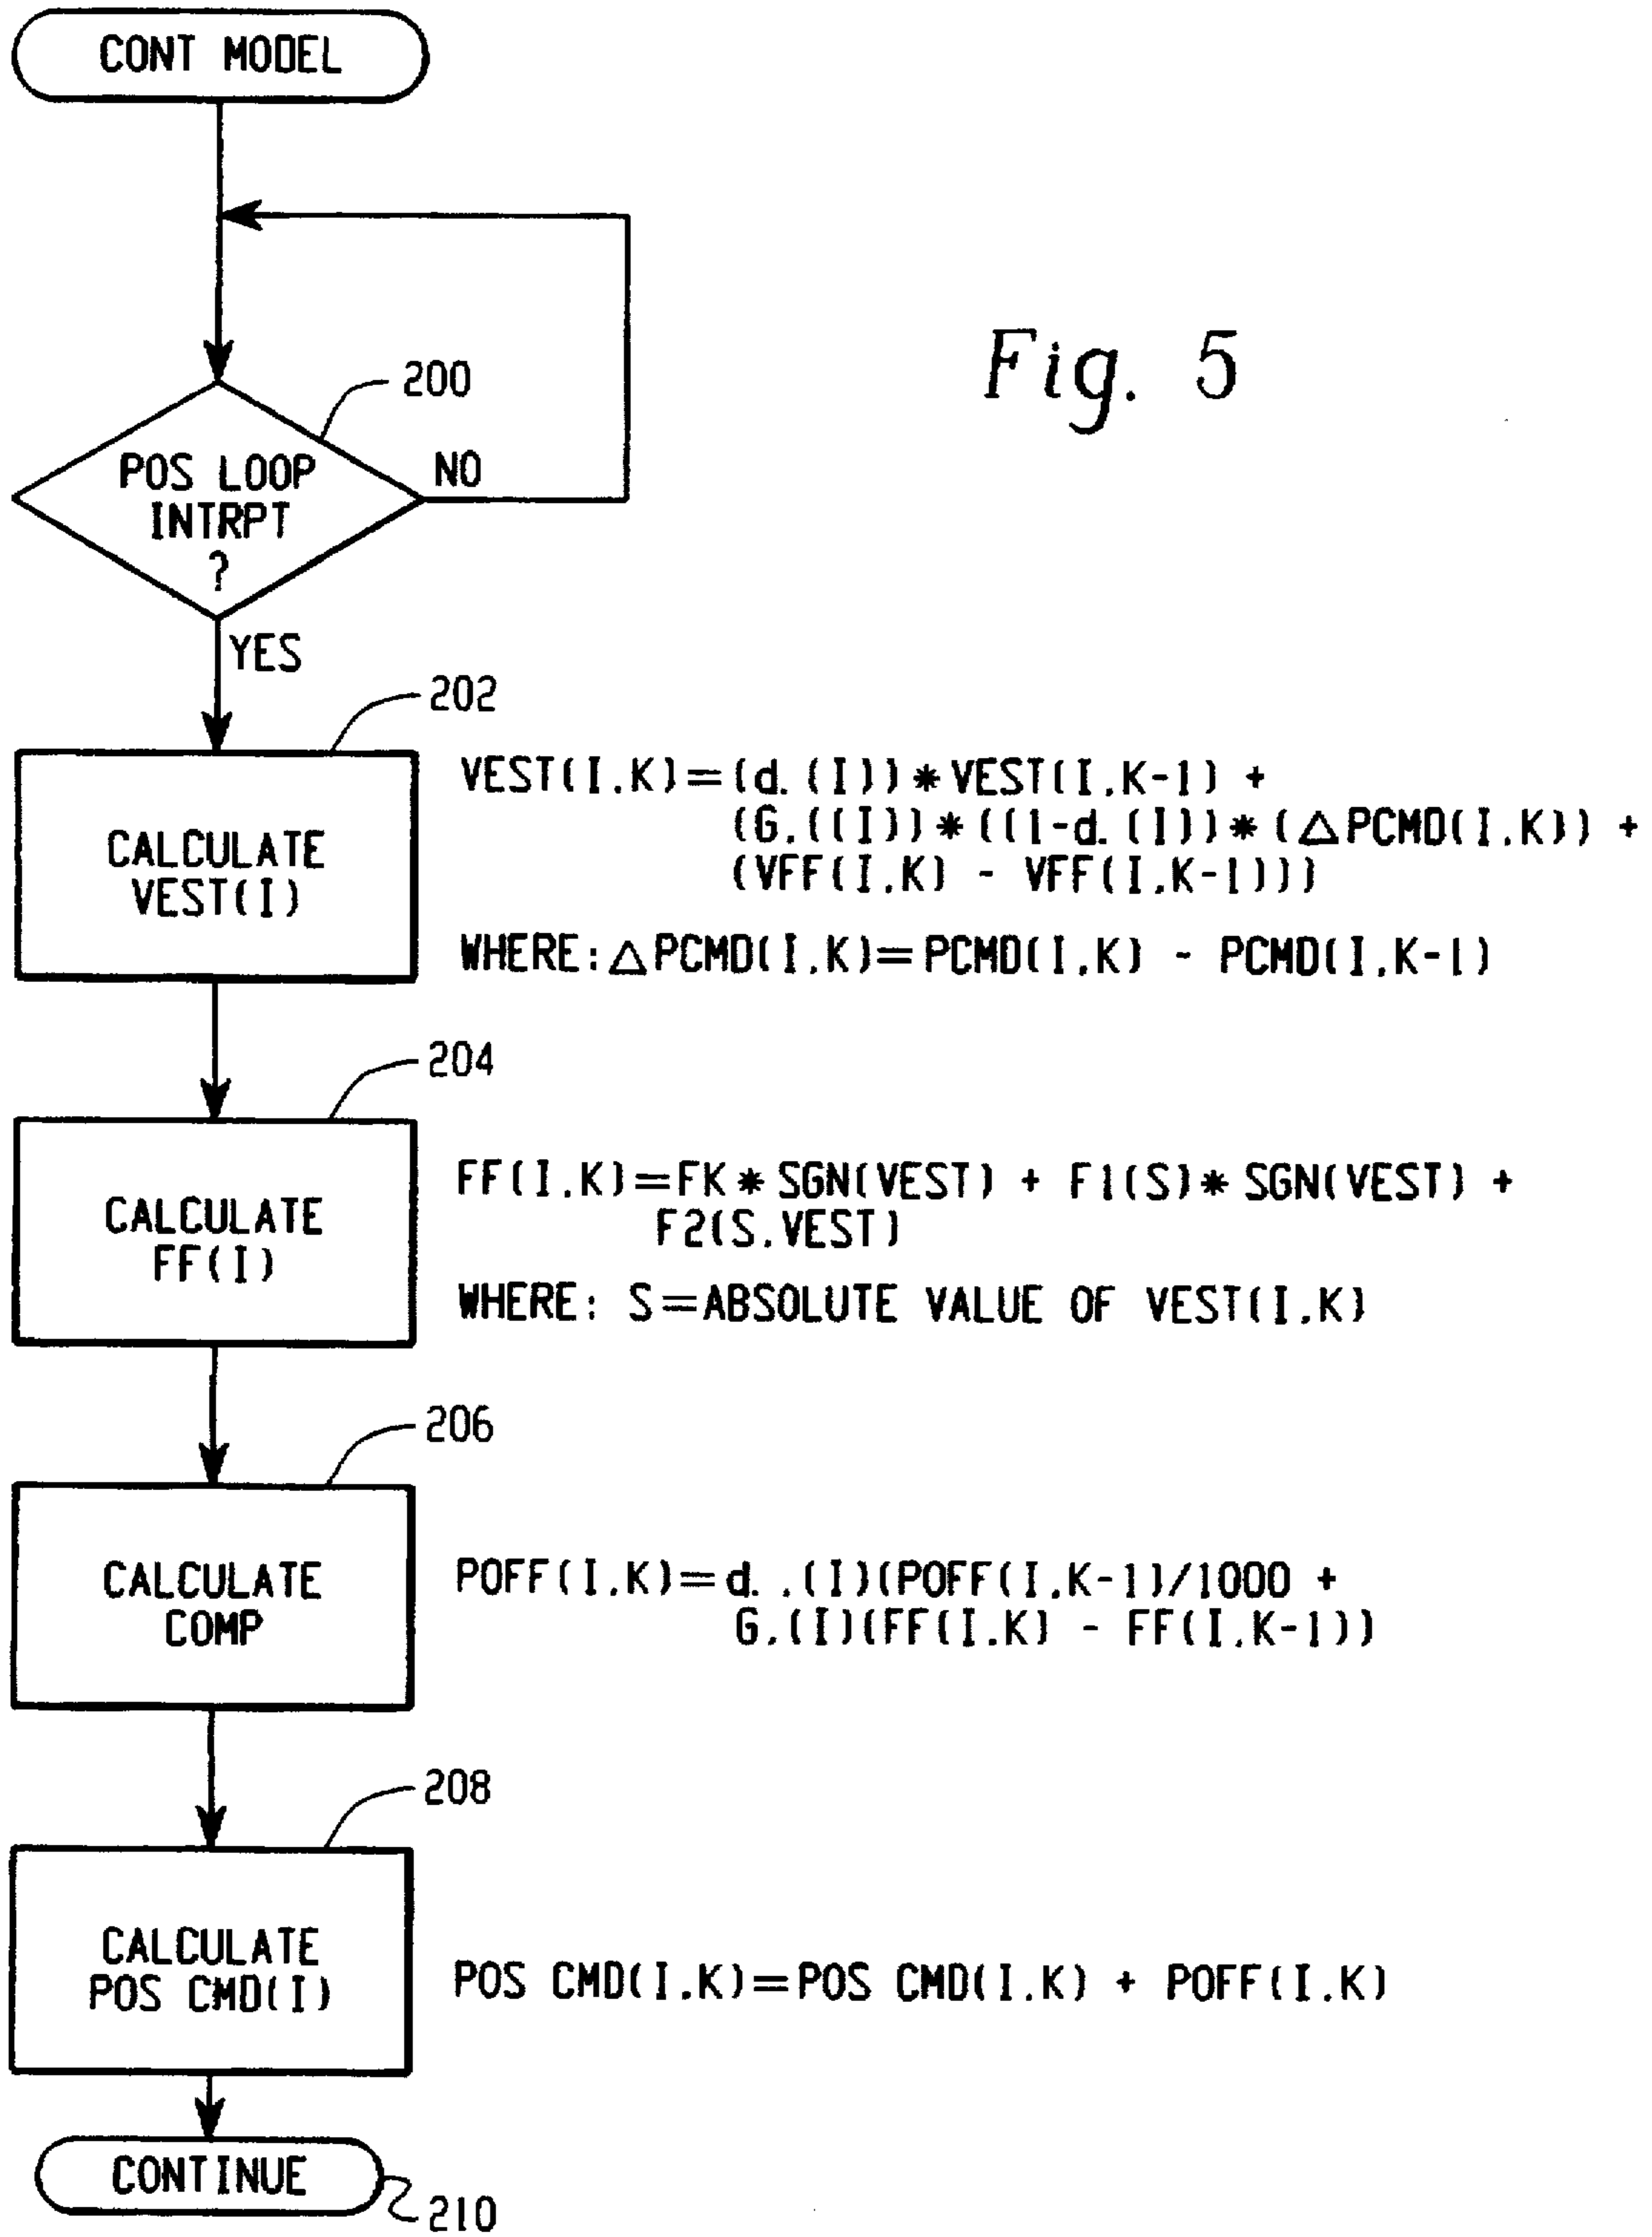 CONT MODEL
Fig. 5
200
POS LOOP
INTRPT
?
NO
YES
202
CALCULATE
VEST(I)
VEST(I.K)=(d.(I))*VEST(I.K-1) +
(G.((I))*((1-d.(I))*(△PCMD(I.K)) +
(VFF(I.K) - VFF(I.K-1)))
WHERE:△PCMD(I.K)=PCMD(I.K) - PCMD(I.K-1)
204
CALCULATE
FF(I)
FF(I.K)=FK*SGN(VEST) + F1(S)*SGN(VEST) +
F2(S.VEST)
WHERE: S=ABSOLUTE VALUE OF VEST(I.K)
206
CALCULATE
COMP
POFF(I.K)=d..(I)(POFF(I.K-1)/1000 +
G.(I)(FF(I.K) - FF(I.K-1))
208
CALCULATE
POS CMD(I)
POS CMD(I.K)=POS CMD(I.K) + POFF(I.K)
CONTINUE
210